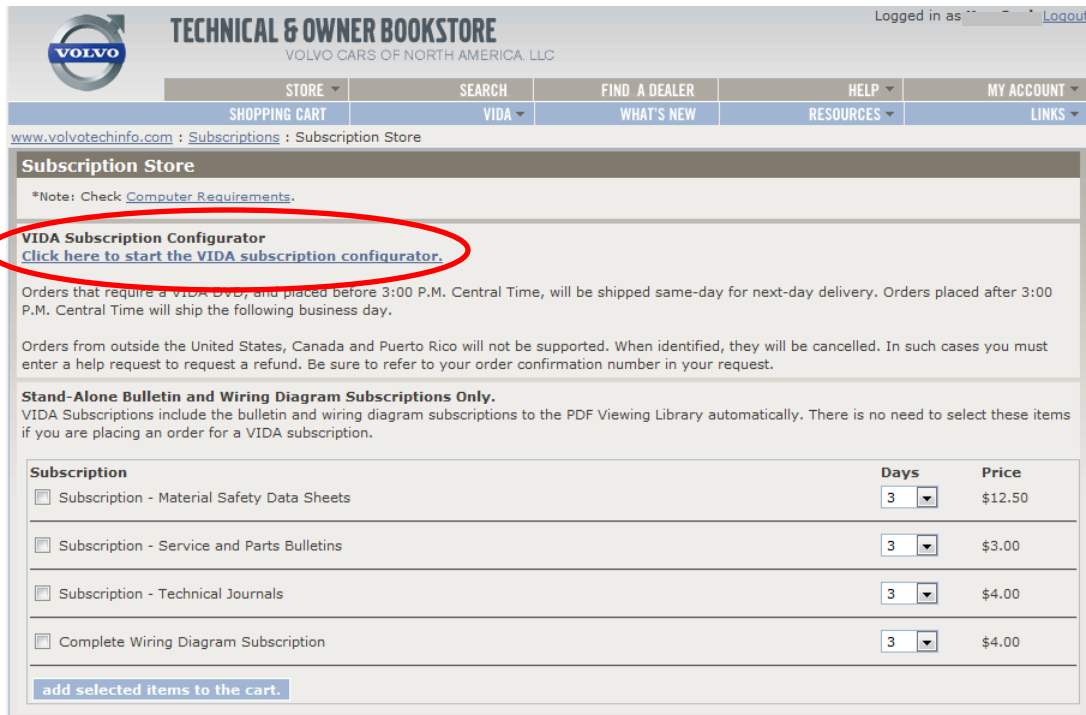 Logged in as Logout
VOLVO
TECHNICAL & OWNER BOOKSTORE
VOLVO CARS OF NORTH AMERICA, LLC
STORE SEARCH FIND A DEALER HELP MY ACCOUNT
SHOPPING CART VIDA WHAT'S NEW RESOURCES LINKS
www.volvotechinfo.com : Subscriptions : Subscription Store
Subscription Store
*Note: Check Computer Requirements.
VIDA Subscription Configurator
Click here to start the VIDA subscription configurator.
Orders that require a VIDA DVD, and placed before 3:00 P.M. Central Time, will be shipped same-day for next-day delivery. Orders placed after 3:00
P.M. Central Time will ship the following business day.
Orders from outside the United States, Canada and Puerto Rico will not be supported. When identified, they will be cancelled. In such cases you must
enter a help request to request a refund. Be sure to refer to your order confirmation number in your request.
Stand-Alone Bulletin and Wiring Diagram Subscriptions Only.
VIDA Subscriptions include the bulletin and wiring diagram subscriptions to the PDF Viewing Library automatically. There is no need to select these items
if you are placing an order for a VIDA subscription.
Subscription Days Price
Subscription - Material Safety Data Sheets 3 $12.50
Subscription - Service and Parts Bulletins 3 $3.00
Subscription - Technical Journals 3 $4.00
Complete Wiring Diagram Subscription 3 $4.00
add selected items to the cart.